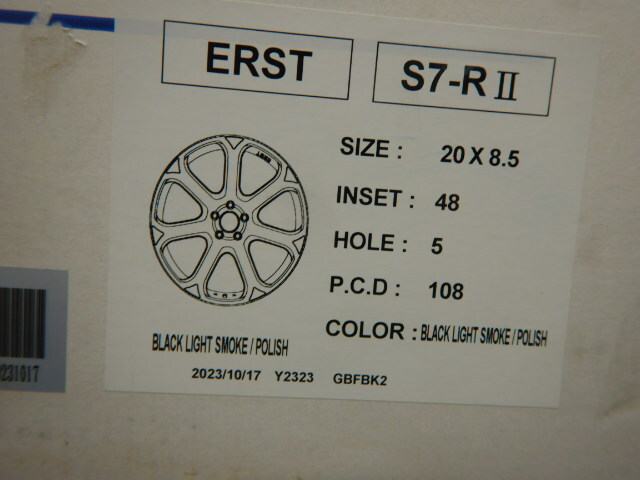 ERST
S7-RⅡ
SIZE : 20 X 8.5
INSET : 48
HOLE : 5
P.C.D : 108
COLOR : BLACK LIGHT SMOKE / POLISH
BLACK LIGHT SMOKE / POLISH
2023/10/17 Y2323 GBFBK2
231017